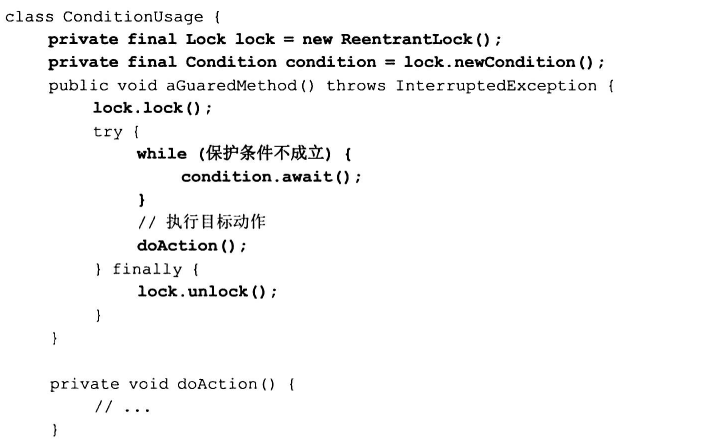 class ConditionUsage {
    private final Lock lock = new ReentrantLock();
    private final Condition condition = lock.newCondition();
    public void aGuaredMethod() throws InterruptedException {
        lock.lock();
        try {
            while (保护条件不成立) {
                condition.await();
            }
            // 执行目标动作
            doAction();
        } finally {
            lock.unlock();
        }
    }

    private void doAction() {
        // ...
    }